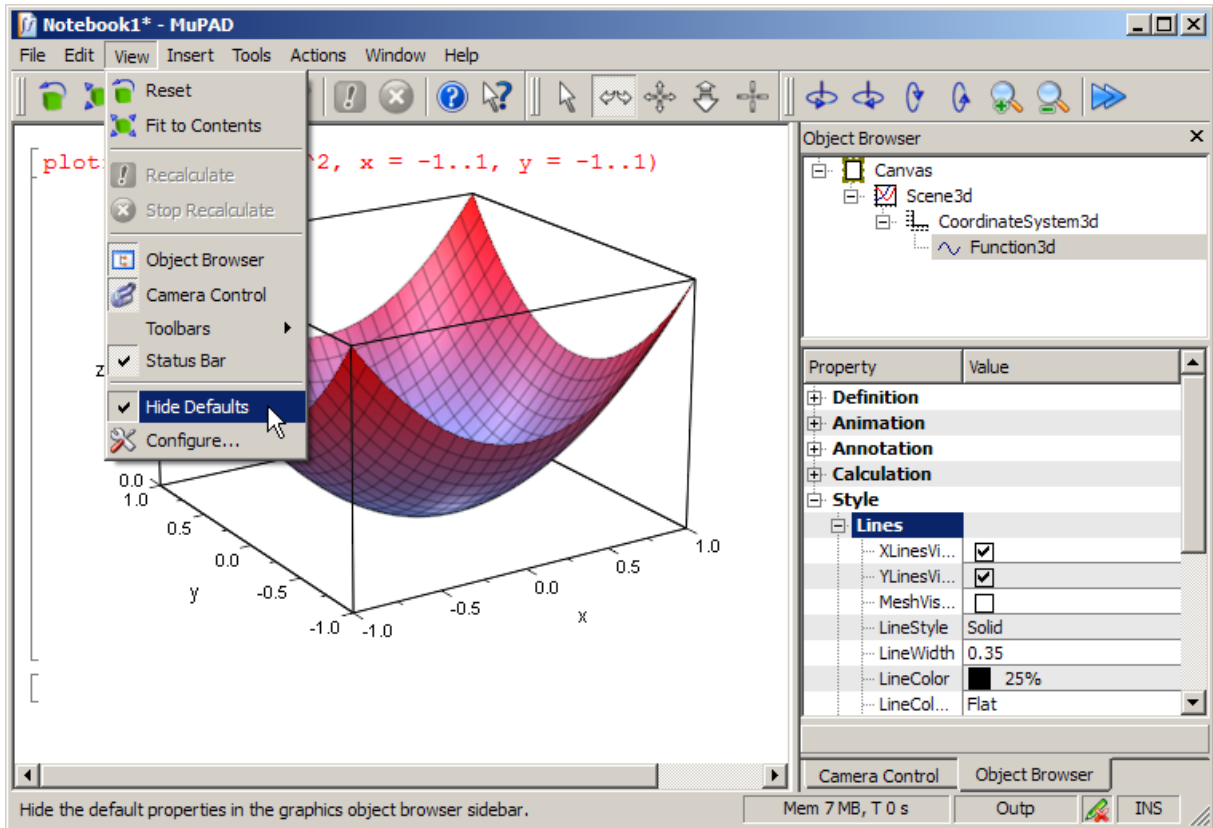 Notebook1* - MuPAD
File Edit View Insert Tools Actions Window Help
Reset
Fit to Contents
Recalculate
Stop Recalculate
Object Browser
Camera Control
Toolbars
Status Bar
Hide Defaults
Configure...
plot ^2, x = -1..1, y = -1..1)
z
0.0
1.0
0.5
0.0
-0.5
-1.0
y
-1.0
-0.5
0.0
0.5
1.0
x
Object Browser
Canvas
Scene3d
CoordinateSystem3d
Function3d
Property Value
Definition
Animation
Annotation
Calculation
Style
Lines
XLinesVi...
YLinesVi...
MeshVis...
LineStyle Solid
LineWidth 0.35
LineColor 25%
LineCol... Flat
Camera Control Object Browser
Hide the default properties in the graphics object browser sidebar. Mem 7 MB, T 0 s Outp INS